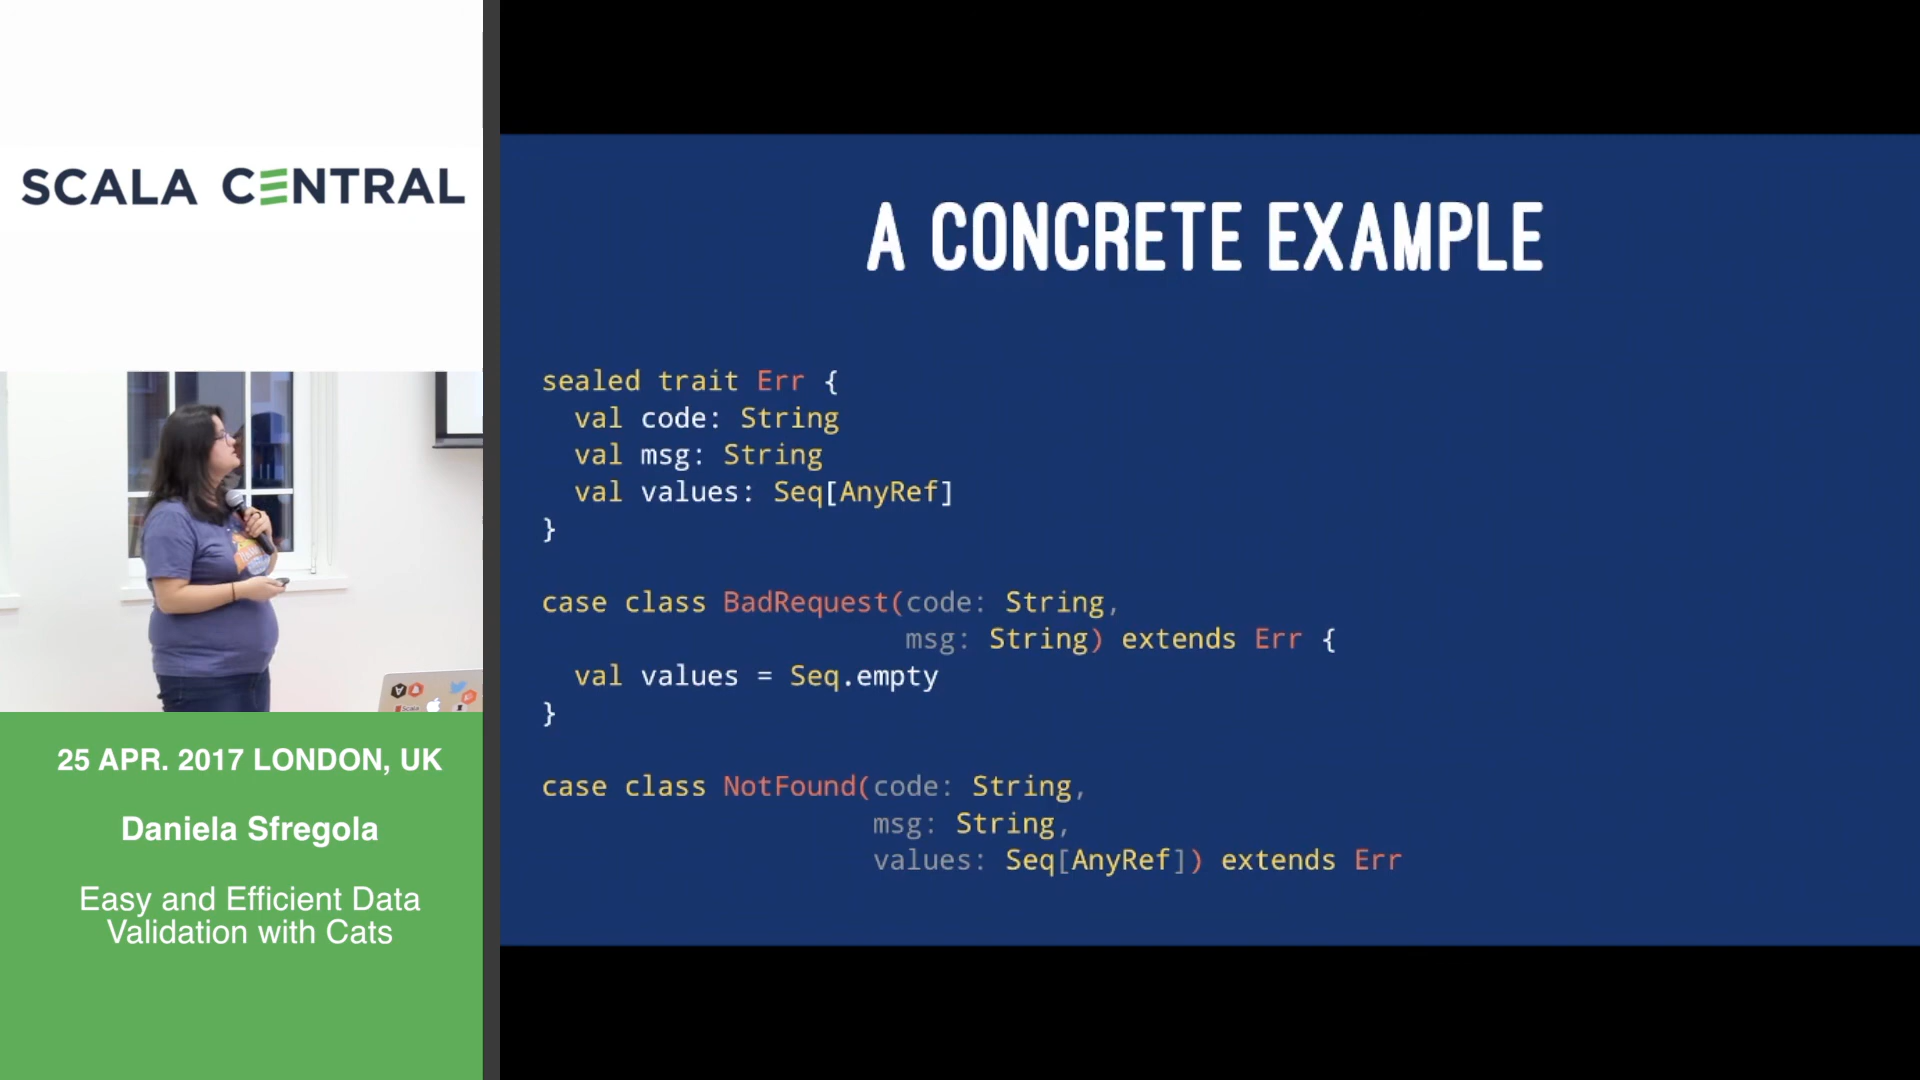 SCALA CENTRAL
25 APR. 2017 LONDON, UK
Daniela Sfregola
Easy and Efficient Data
Validation with Cats
A CONCRETE EXAMPLE
sealed trait Err {
  val code: String
  val msg: String
  val values: Seq[AnyRef]
}
case class BadRequest(code: String,
                      msg: String) extends Err {
  val values = Seq.empty
}
case class NotFound(code: String,
                    msg: String,
                    values: Seq[AnyRef]) extends Err